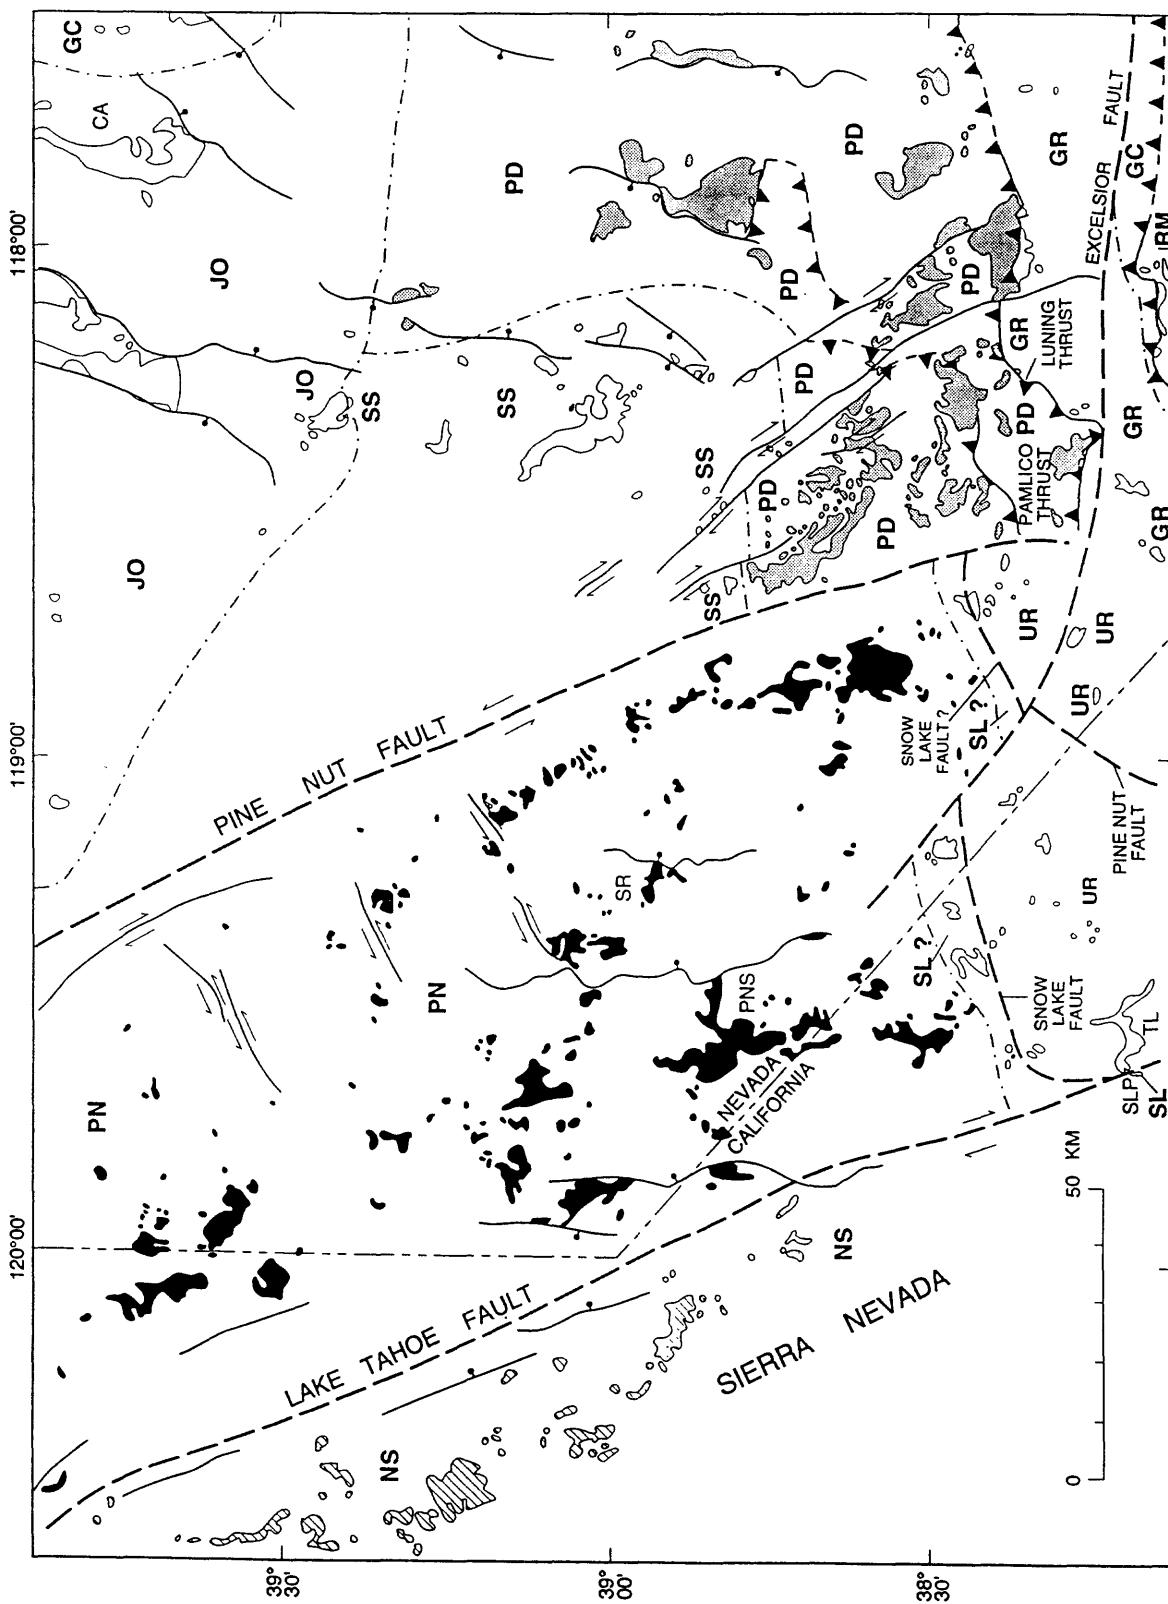 118°00'
119°00'
120°00'
39°
30'
39°
00'
38°
30'
GC
CA
JO
JO
JO
PD
PD
GR
EXCELSIOR FAULT
GC
JRM
PD
PD
PD
GR
LUNING
THRUST
SS
SS
SS
SS
PD
PD
PD
PAMLICO
THRUST
GR
GR
UR
UR
UR
PINE NUT FAULT
SNOW
LAKE
FAULT ?
SL ?
PINE NUT
FAULT
SR
UR
PN
PNS
SL ?
SNOW
LAKE
FAULT
TL
SLP
SL
PN
NEVADA
CALIFORNIA
LAKE TAHOE FAULT
NS
NS
SIERRA NEVADA
0
50 KM